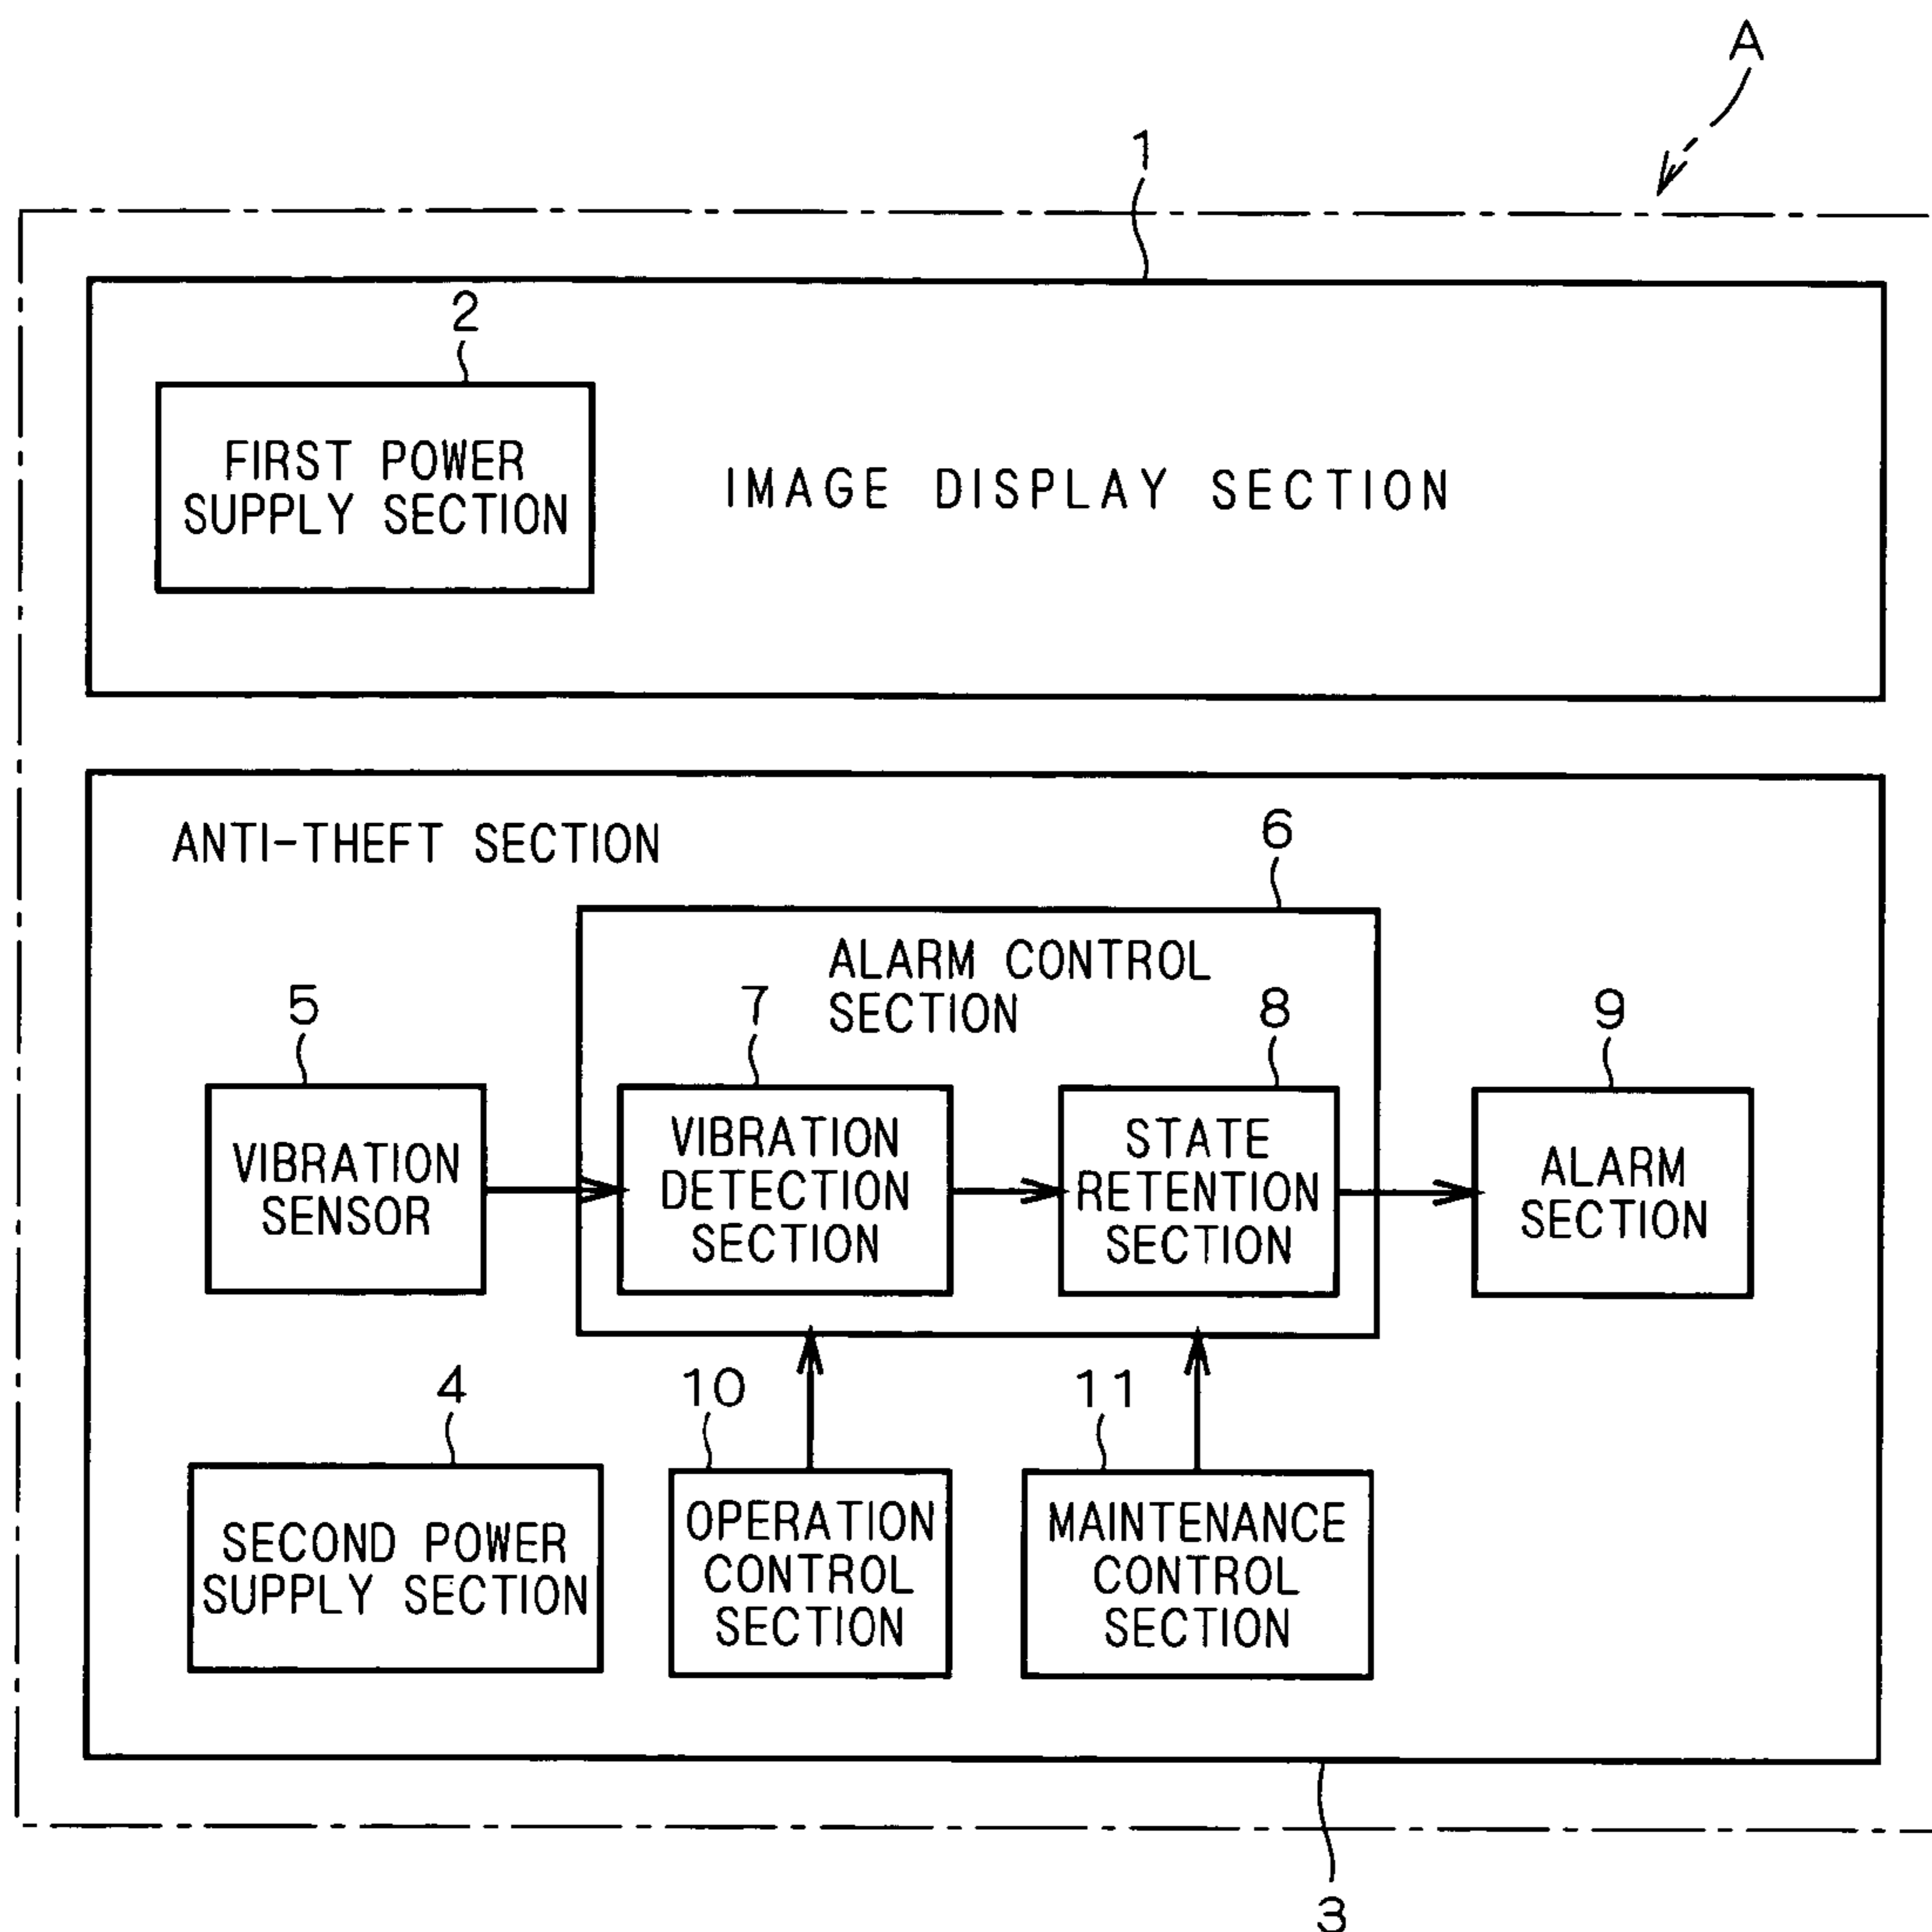 A
1
2
FIRST POWER
SUPPLY SECTION
IMAGE DISPLAY SECTION
ANTI-THEFT SECTION
6
ALARM CONTROL
SECTION
5
7
8
9
VIBRATION
SENSOR
VIBRATION
DETECTION
SECTION
STATE
RETENTION
SECTION
ALARM
SECTION
4
10
11
SECOND POWER
SUPPLY SECTION
OPERATION
CONTROL
SECTION
MAINTENANCE
CONTROL
SECTION
3